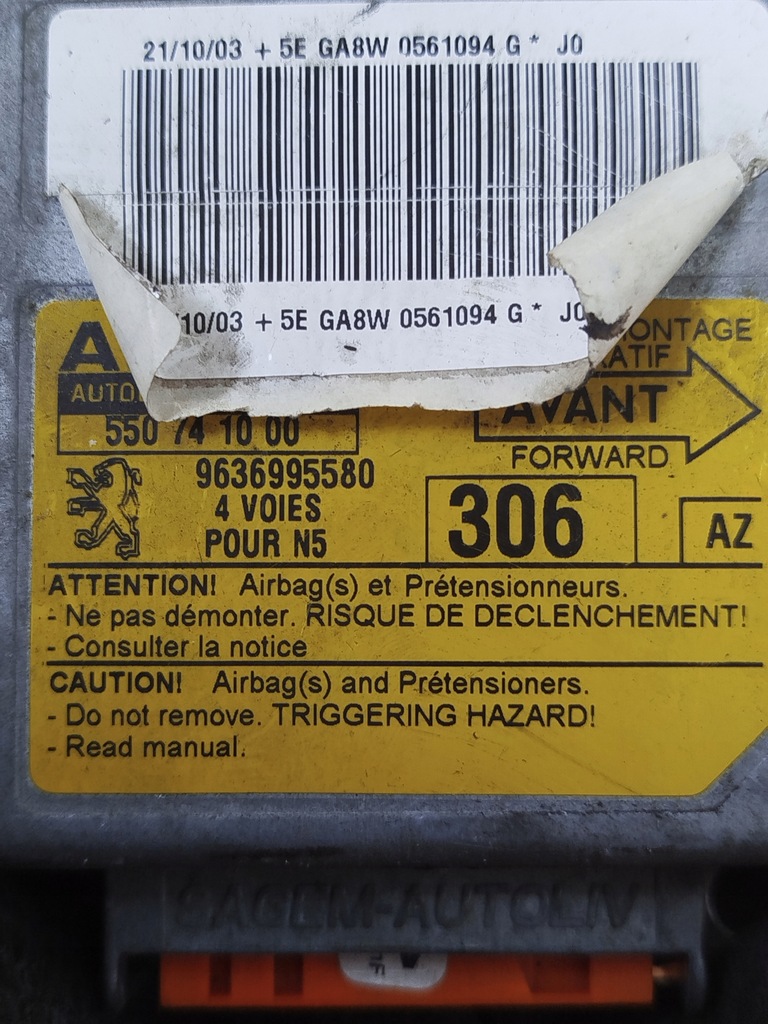 21/10/03 + 5E GA8W 0561094 G * J0
/10/03 + 5E GA8W 0561094 G * J0
AVANT
FORWARD
550 74 10 00
9636995580
4 VOIES
POUR N5
306
AZ
ATTENTION! Airbag(s) et Prétensionneurs.
- Ne pas démonter. RISQUE DE DECLENCHEMENT!
- Consulter la notice
CAUTION! Airbag(s) and Prétensioners.
- Do not remove. TRIGGERING HAZARD!
- Read manual.
SAGEM-AUTOLIV